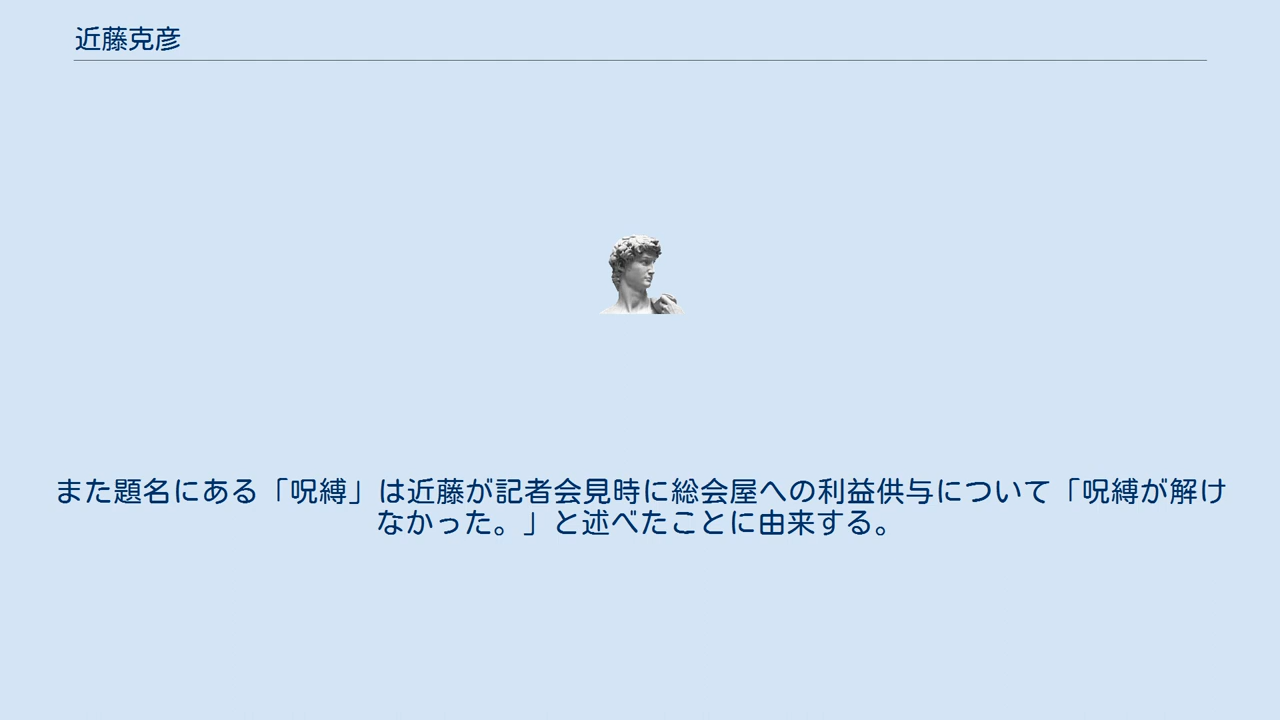 近藤克彦
また題名にある「呪縛」は近藤が記者会見時に総会屋への利益供与について「呪縛が解け
なかった。」と述べたことに由来する。